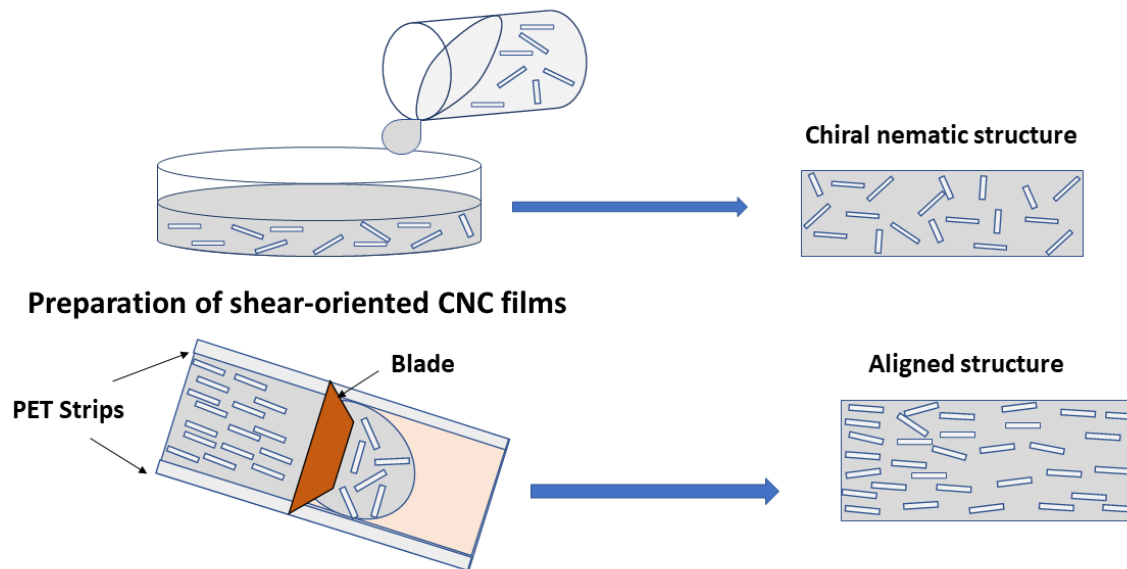 Chiral nematic structure
Preparation of shear-oriented CNC films
Blade
Aligned structure
PET Strips